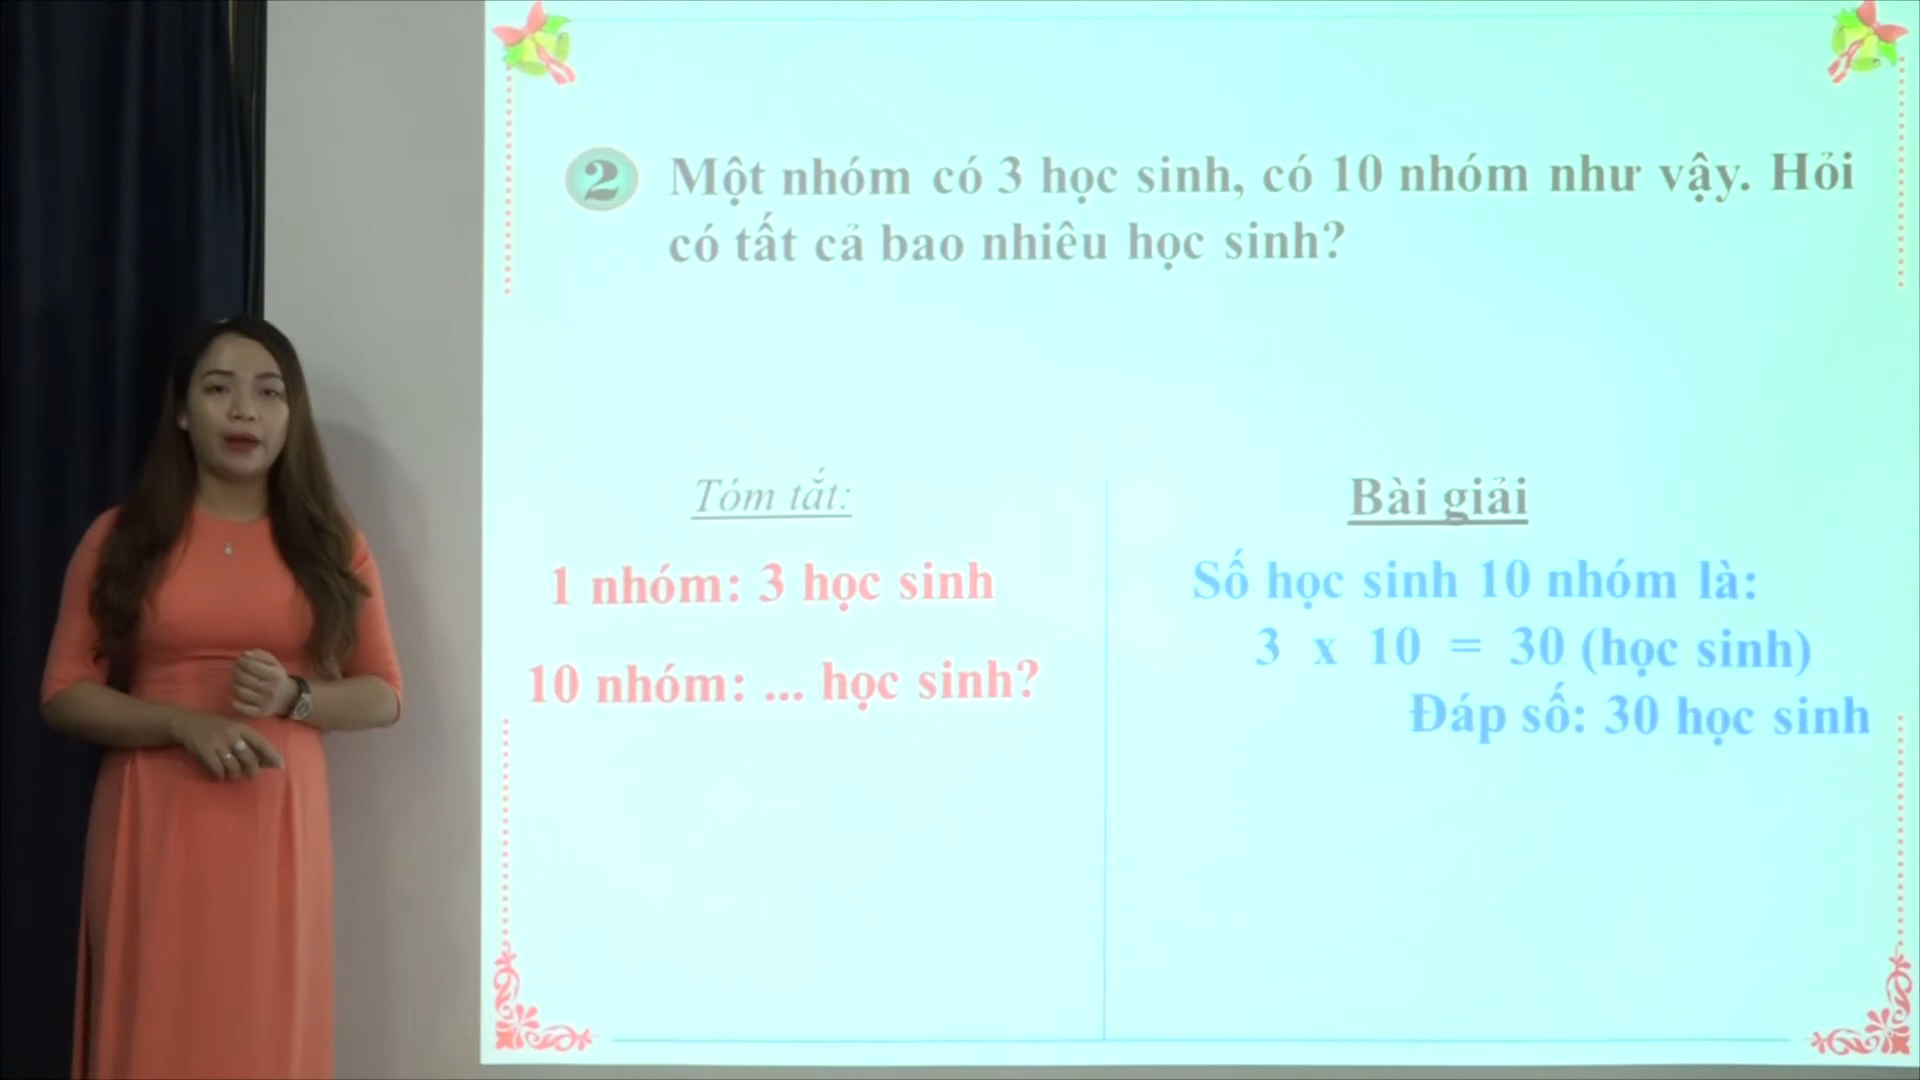 2 Một nhóm có 3 học sinh, có 10 nhóm như vậy. Hỏi
có tất cả bao nhiêu học sinh?
Tóm tắt:
1 nhóm: 3 học sinh
10 nhóm: ... học sinh?
Bài giải
Số học sinh 10 nhóm là:
3 x 10 = 30 (học sinh)
Đáp số: 30 học sinh